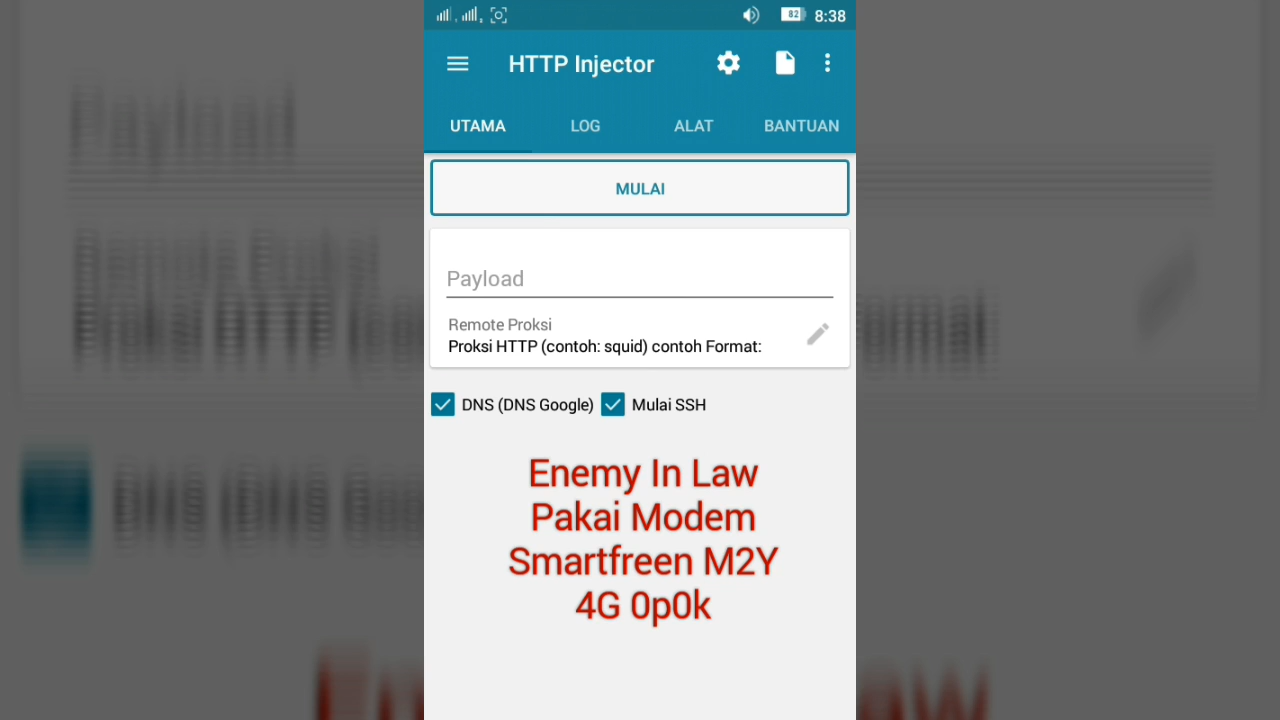 82 8:38
HTTP Injector
UTAMA LOG ALAT BANTUAN
MULAI
Payload
Remote Proksi
Proksi HTTP (contoh: squid) contoh Format:
DNS (DNS Google) Mulai SSH
Enemy In Law
Pakai Modem
Smartfreen M2Y
4G 0p0k